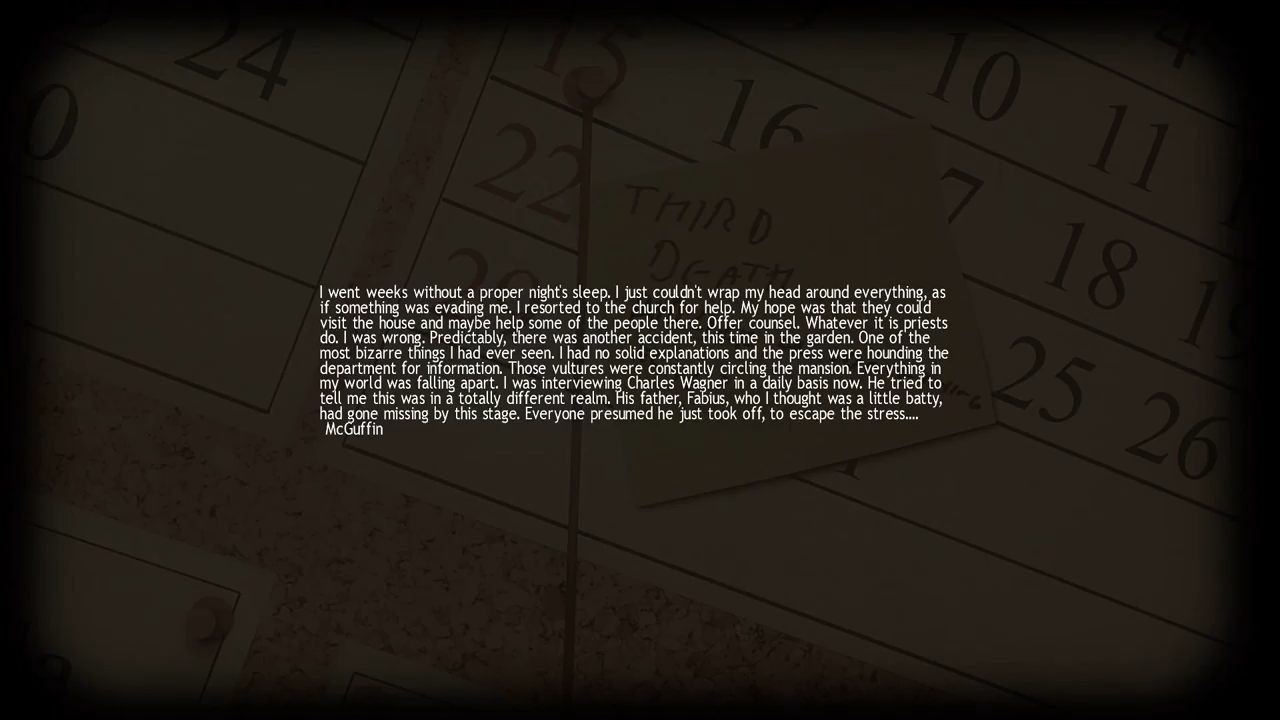 24
15
10
4
0
16
11
22
7
THIRD
DEATH
18
19
29
I went weeks without a proper night's sleep. I just couldn't wrap my head around everything, as
if something was evading me. I resorted to the church for help. My hope was that they could
visit the house and maybe help some of the people there. Offer counsel. Whatever it is priests
do. I was wrong. Predictably, there was another accident, this time in the garden. One of the
most bizarre things I had ever seen. I had no solid explanations and the press were hounding the
department for information. Those vultures were constantly circling the mansion. Everything in
my world was falling apart. I was interviewing Charles Wagner in a daily basis now. He tried to
tell me this was in a totally different realm. His father, Fabius, who I thought was a little batty,
had gone missing by this stage. Everyone presumed he just took off, to escape the stress....
McGuffin
25
26